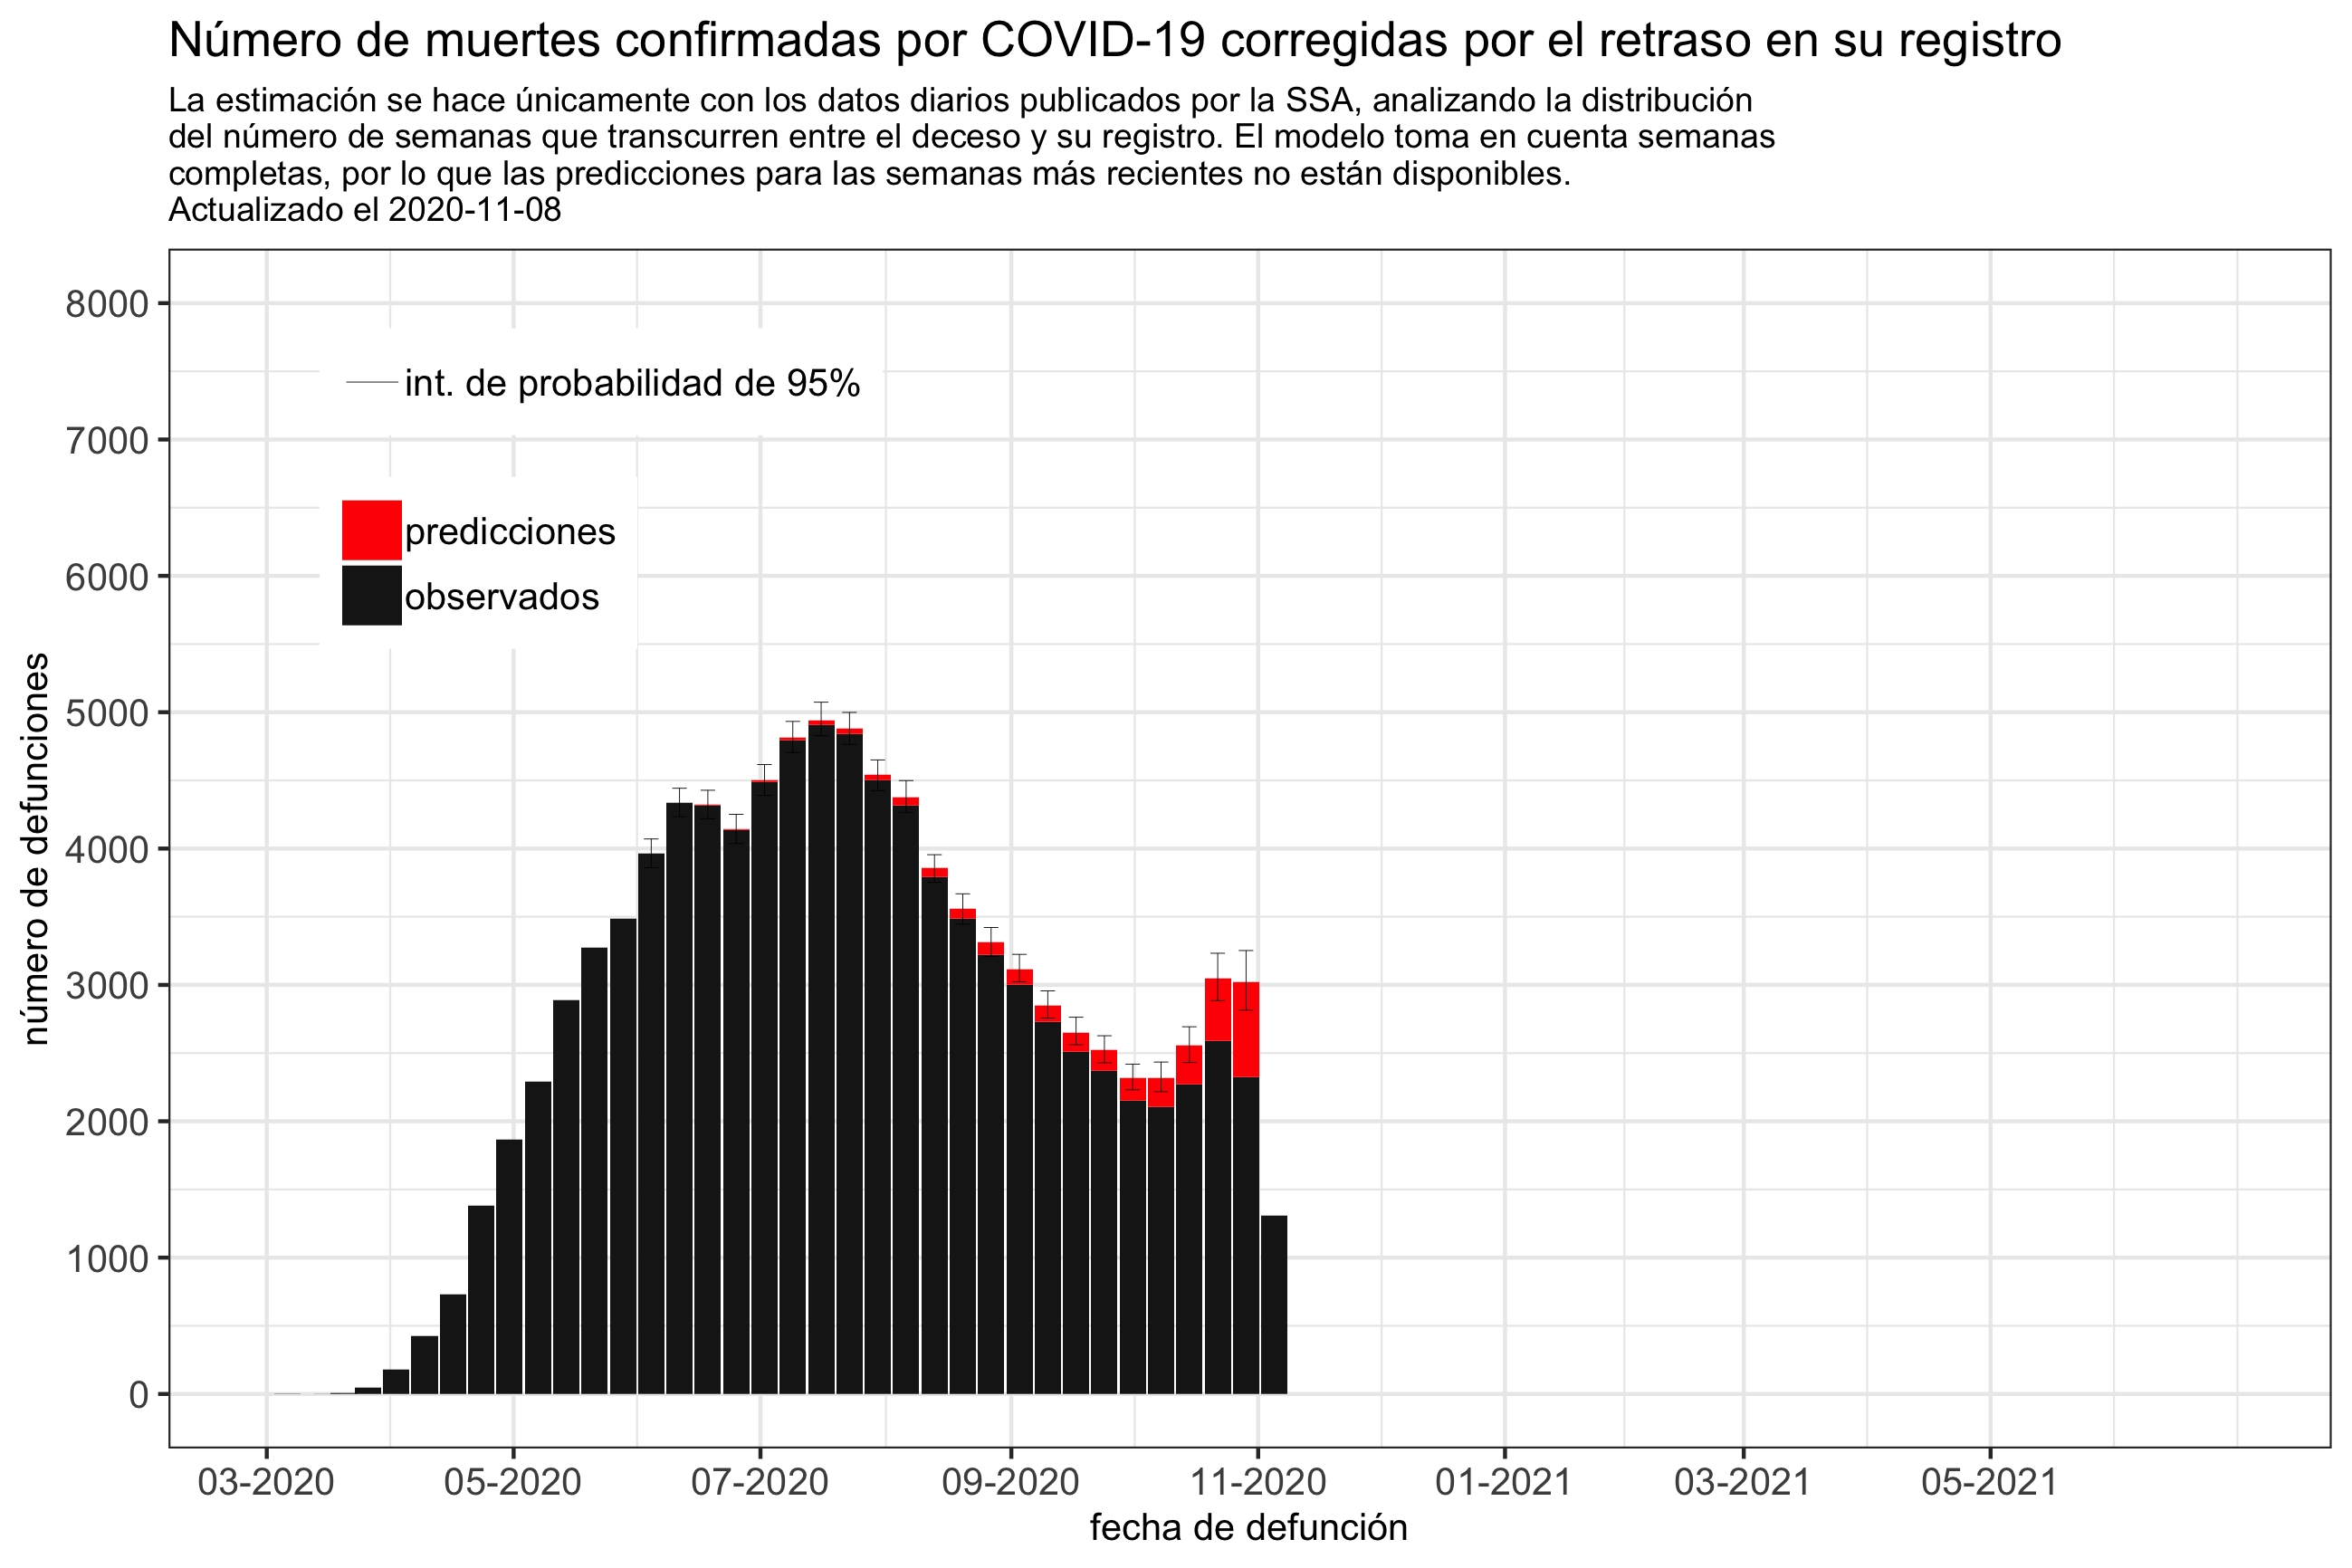 Número de muertes confirmadas por COVID-19 corregidas por el retraso en su registro
La estimación se hace únicamente con los datos diarios publicados por la SSA, analizando la distribución
del número de semanas que transcurren entre el deceso y su registro. El modelo toma en cuenta semanas
completas, por lo que las predicciones para las semanas más recientes no están disponibles.
Actualizado el 2020-11-08
8000
7000
6000
5000
4000
3000
2000
1000
0
número de defunciones
int. de probabilidad de 95%
predicciones
observados
03-2020 05-2020 07-2020 09-2020 11-2020 01-2021 03-2021 05-2021
fecha de defunción